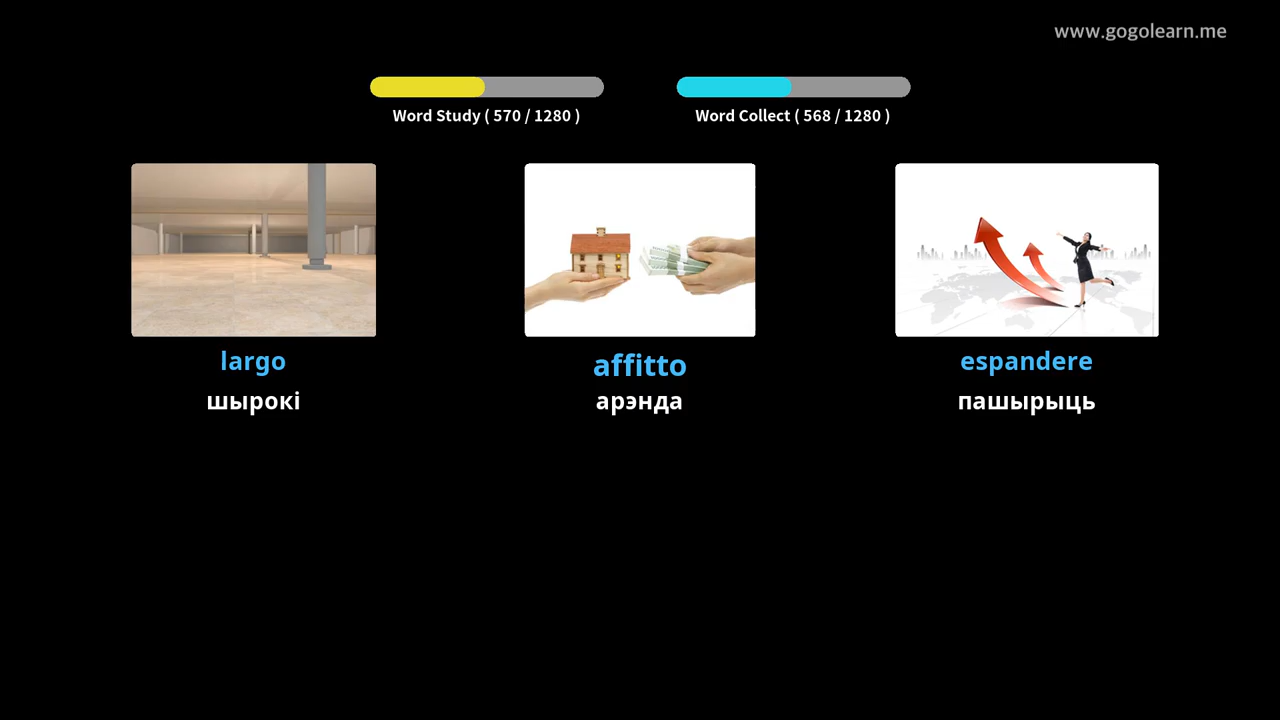 www.gogolearn.me
Word Study ( 570 / 1280 )
Word Collect ( 568 / 1280 )
largo
affitto
espandere
шырокі
арэнда
пашырыць